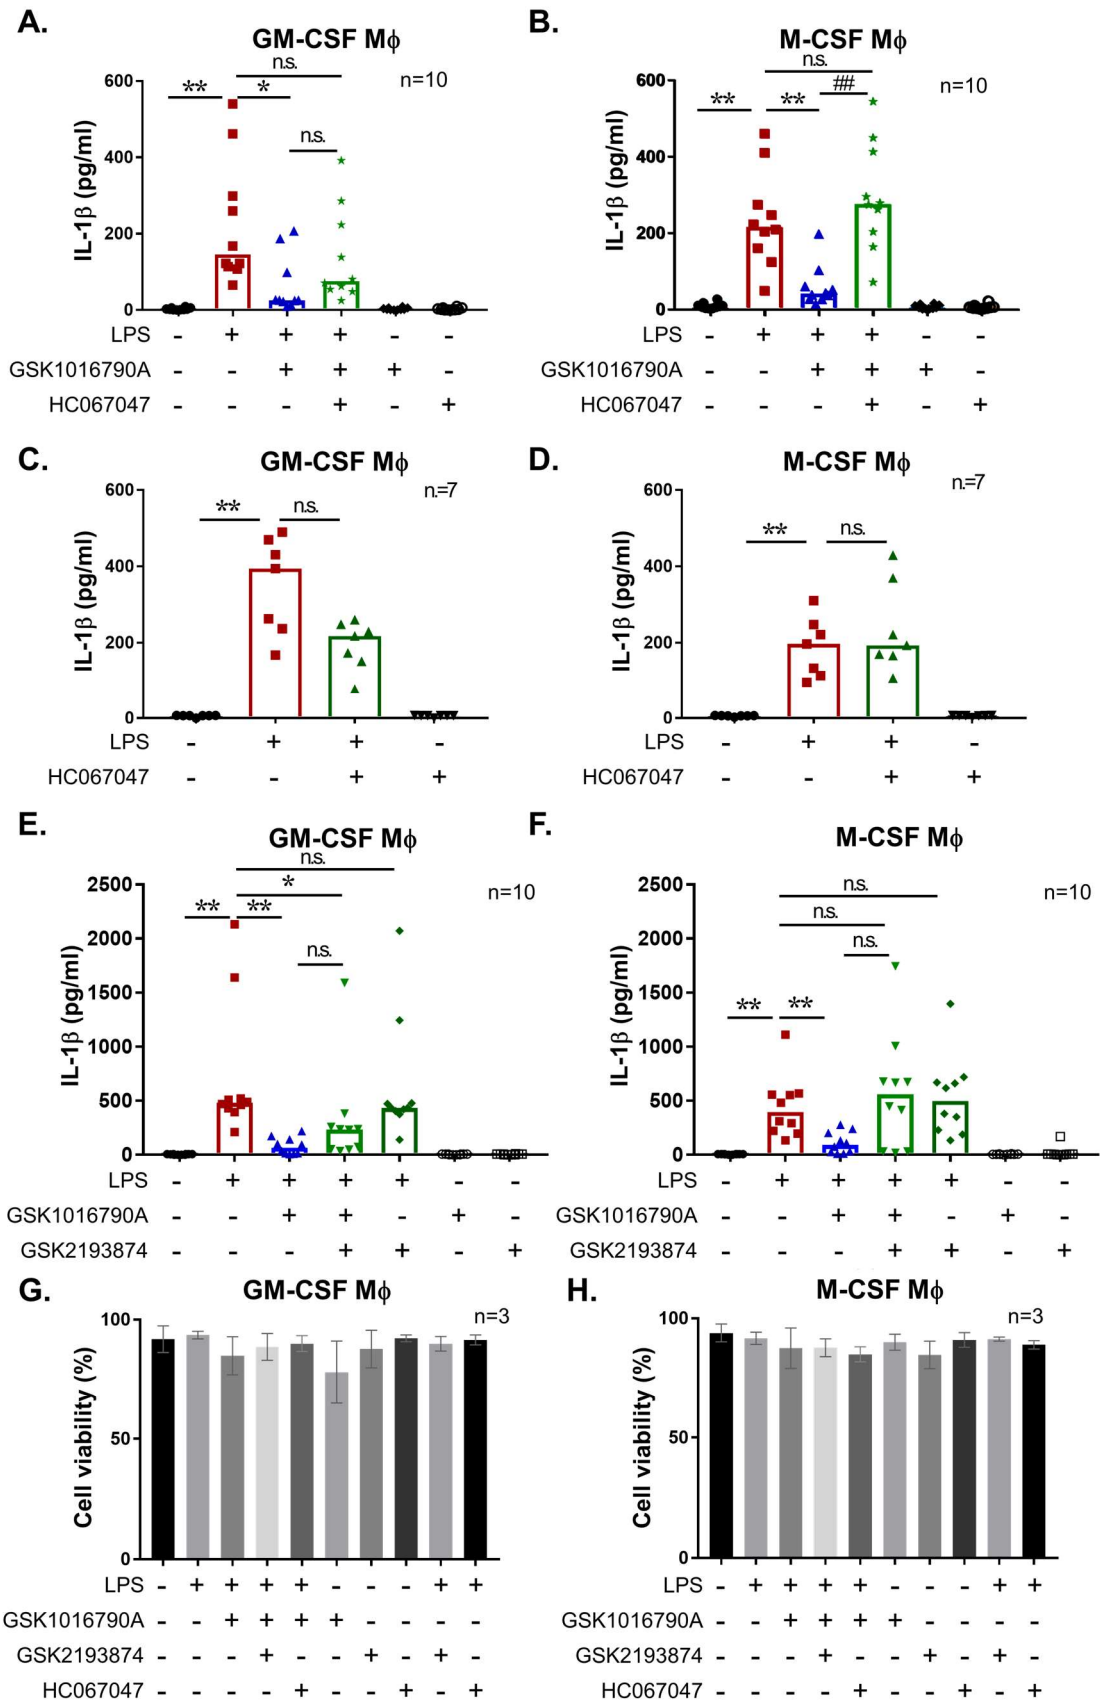 A.
GM-CSF Mϕ
n.s.
** *
n=10
n.s.
IL-1β (pg/ml)
600
400
200
0
LPS - + + + - -
GSK1016790A - - + + + -
HC067047 - - - + - +
B.
M-CSF Mϕ
n.s.
** ** ##
n=10
IL-1β (pg/ml)
600
400
200
0
LPS - + + + - -
GSK1016790A - - + + + -
HC067047 - - - + - +
C.
GM-CSF Mϕ
n.=7
** n.s.
IL-1β (pg/ml)
600
400
200
0
LPS - + + -
HC067047 - - + +
D.
M-CSF Mϕ
n.=7
** n.s.
IL-1β (pg/ml)
600
400
200
0
LPS - + + -
HC067047 - - + +
E.
GM-CSF Mϕ
n.s.
*
n=10
** **
n.s.
IL-1β (pg/ml)
2500
2000
1500
1000
500
0
LPS - + + + + - -
GSK1016790A - - + + - + -
GSK2193874 - - - + + - +
F.
M-CSF Mϕ
n.s.
n=10
n.s.
n.s.
** **
IL-1β (pg/ml)
2500
2000
1500
1000
500
0
LPS - + + + + - -
GSK1016790A - - + + - + -
GSK2193874 - - - + + - +
G.
GM-CSF Mϕ
n=3
Cell viability (%)
100
50
0
LPS - + + + + - - - + +
GSK1016790A - - + + + + - - - -
GSK2193874 - - - + - - + - + -
HC067047 - - - - + - - + - +
H.
M-CSF Mϕ
n=3
Cell viability (%)
100
50
0
LPS - + + + + - - - + +
GSK1016790A - - + + + + - - - -
GSK2193874 - - - + - - + - + -
HC067047 - - - - + - - + - +